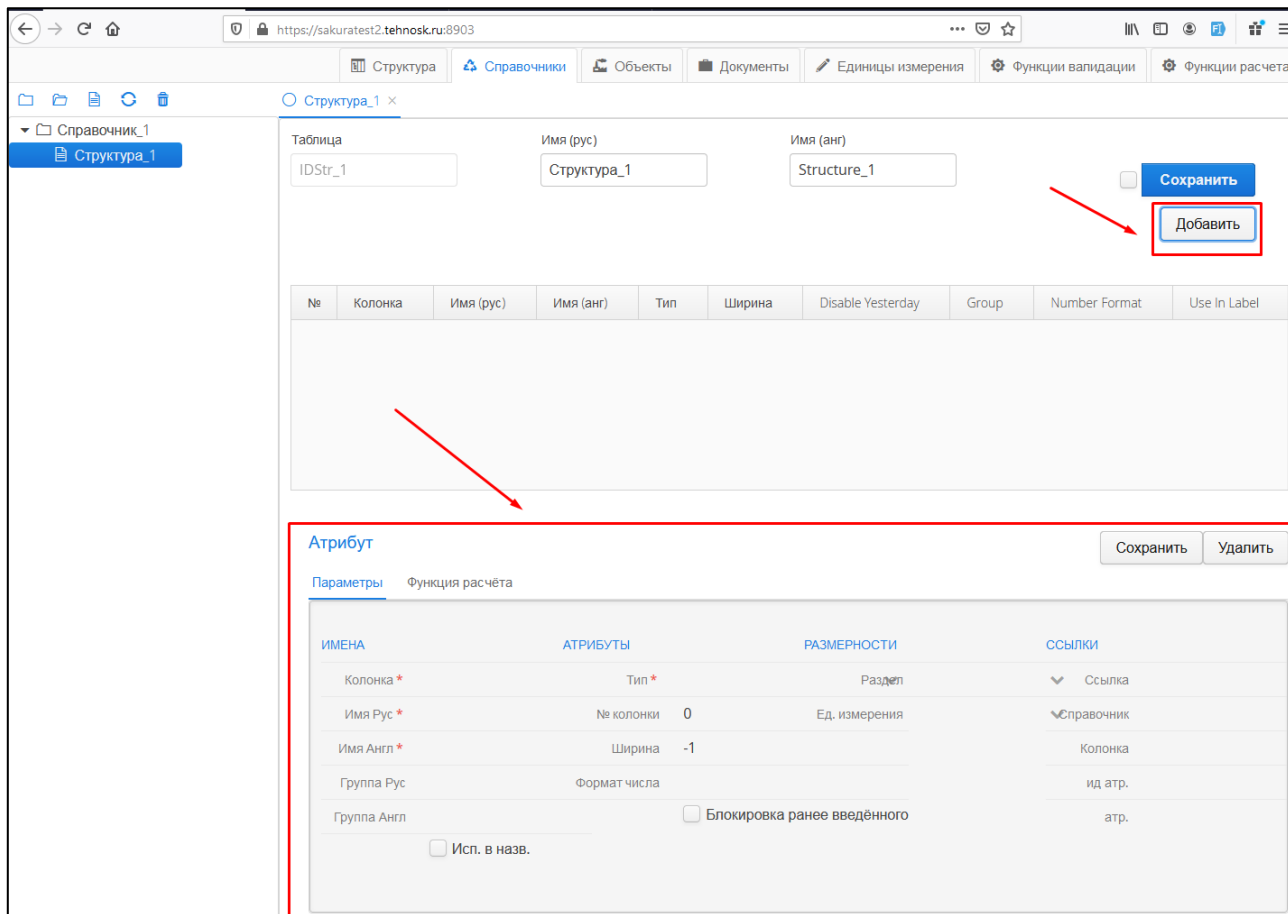 https://sakuratest2.tehnosk.ru:8903
Структура Справочники Объекты Документы Единицы измерения Функции валидации Функции расчета
Структура_1
Справочник_1
Структура_1
Таблица Имя (рус) Имя (анг)
IDStr_1 Структура_1 Structure_1
Сохранить
Добавить
№ Колонка Имя (рус) Имя (анг) Тип Ширина Disable Yesterday Group Number Format Use In Label
Атрибут Сохранить Удалить
Параметры Функция расчёта
ИМЕНА АТРИБУТЫ РАЗМЕРНОСТИ ССЫЛКИ
Колонка * Тип * Раздел Ссылка
Имя Рус * № колонки 0 Ед. измерения Справочник
Имя Англ * Ширина -1 Колонка
Группа Рус Формат числа ид атр.
Группа Англ Блокировка ранее введённого атр.
Исп. в назв.